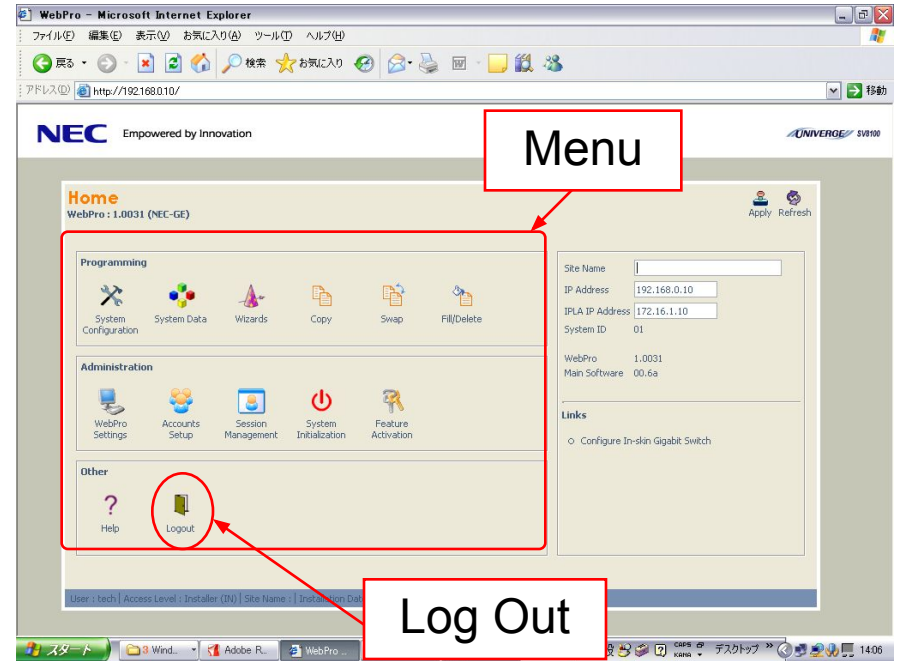 WebPro - Microsoft Internet Explorer
ファイル(F) 編集(E) 表示(V) お気に入り(A) ツール(T) ヘルプ(H)
戻る 検索 お気に入り
アドレス(D) http://192.168.0.10/ 移動
NEC Empowered by Innovation
UNIVERGE SV8100
Menu
Home
WebPro : 1.0031 (NEC-GE)
Apply Refresh
Programming
System Configuration
System Data
Wizards
Copy
Swap
Fill/Delete
Administration
WebPro Settings
Accounts Setup
Session Management
System Initialization
Feature Activation
Other
Help
Logout
Site Name
IP Address 192.168.0.10
IPLA IP Address 172.16.1.10
System ID 01
WebPro 1.0031
Main Software 00.6a
Links
Configure In-skin Gigabit Switch
User : tech | Access Level : Installer (IN) | Site Name : | Installation Dat
Log Out
スタート 3 Wind... Adobe R... WebPro ... 般 CAPS KANA デスクトップ » 14:06